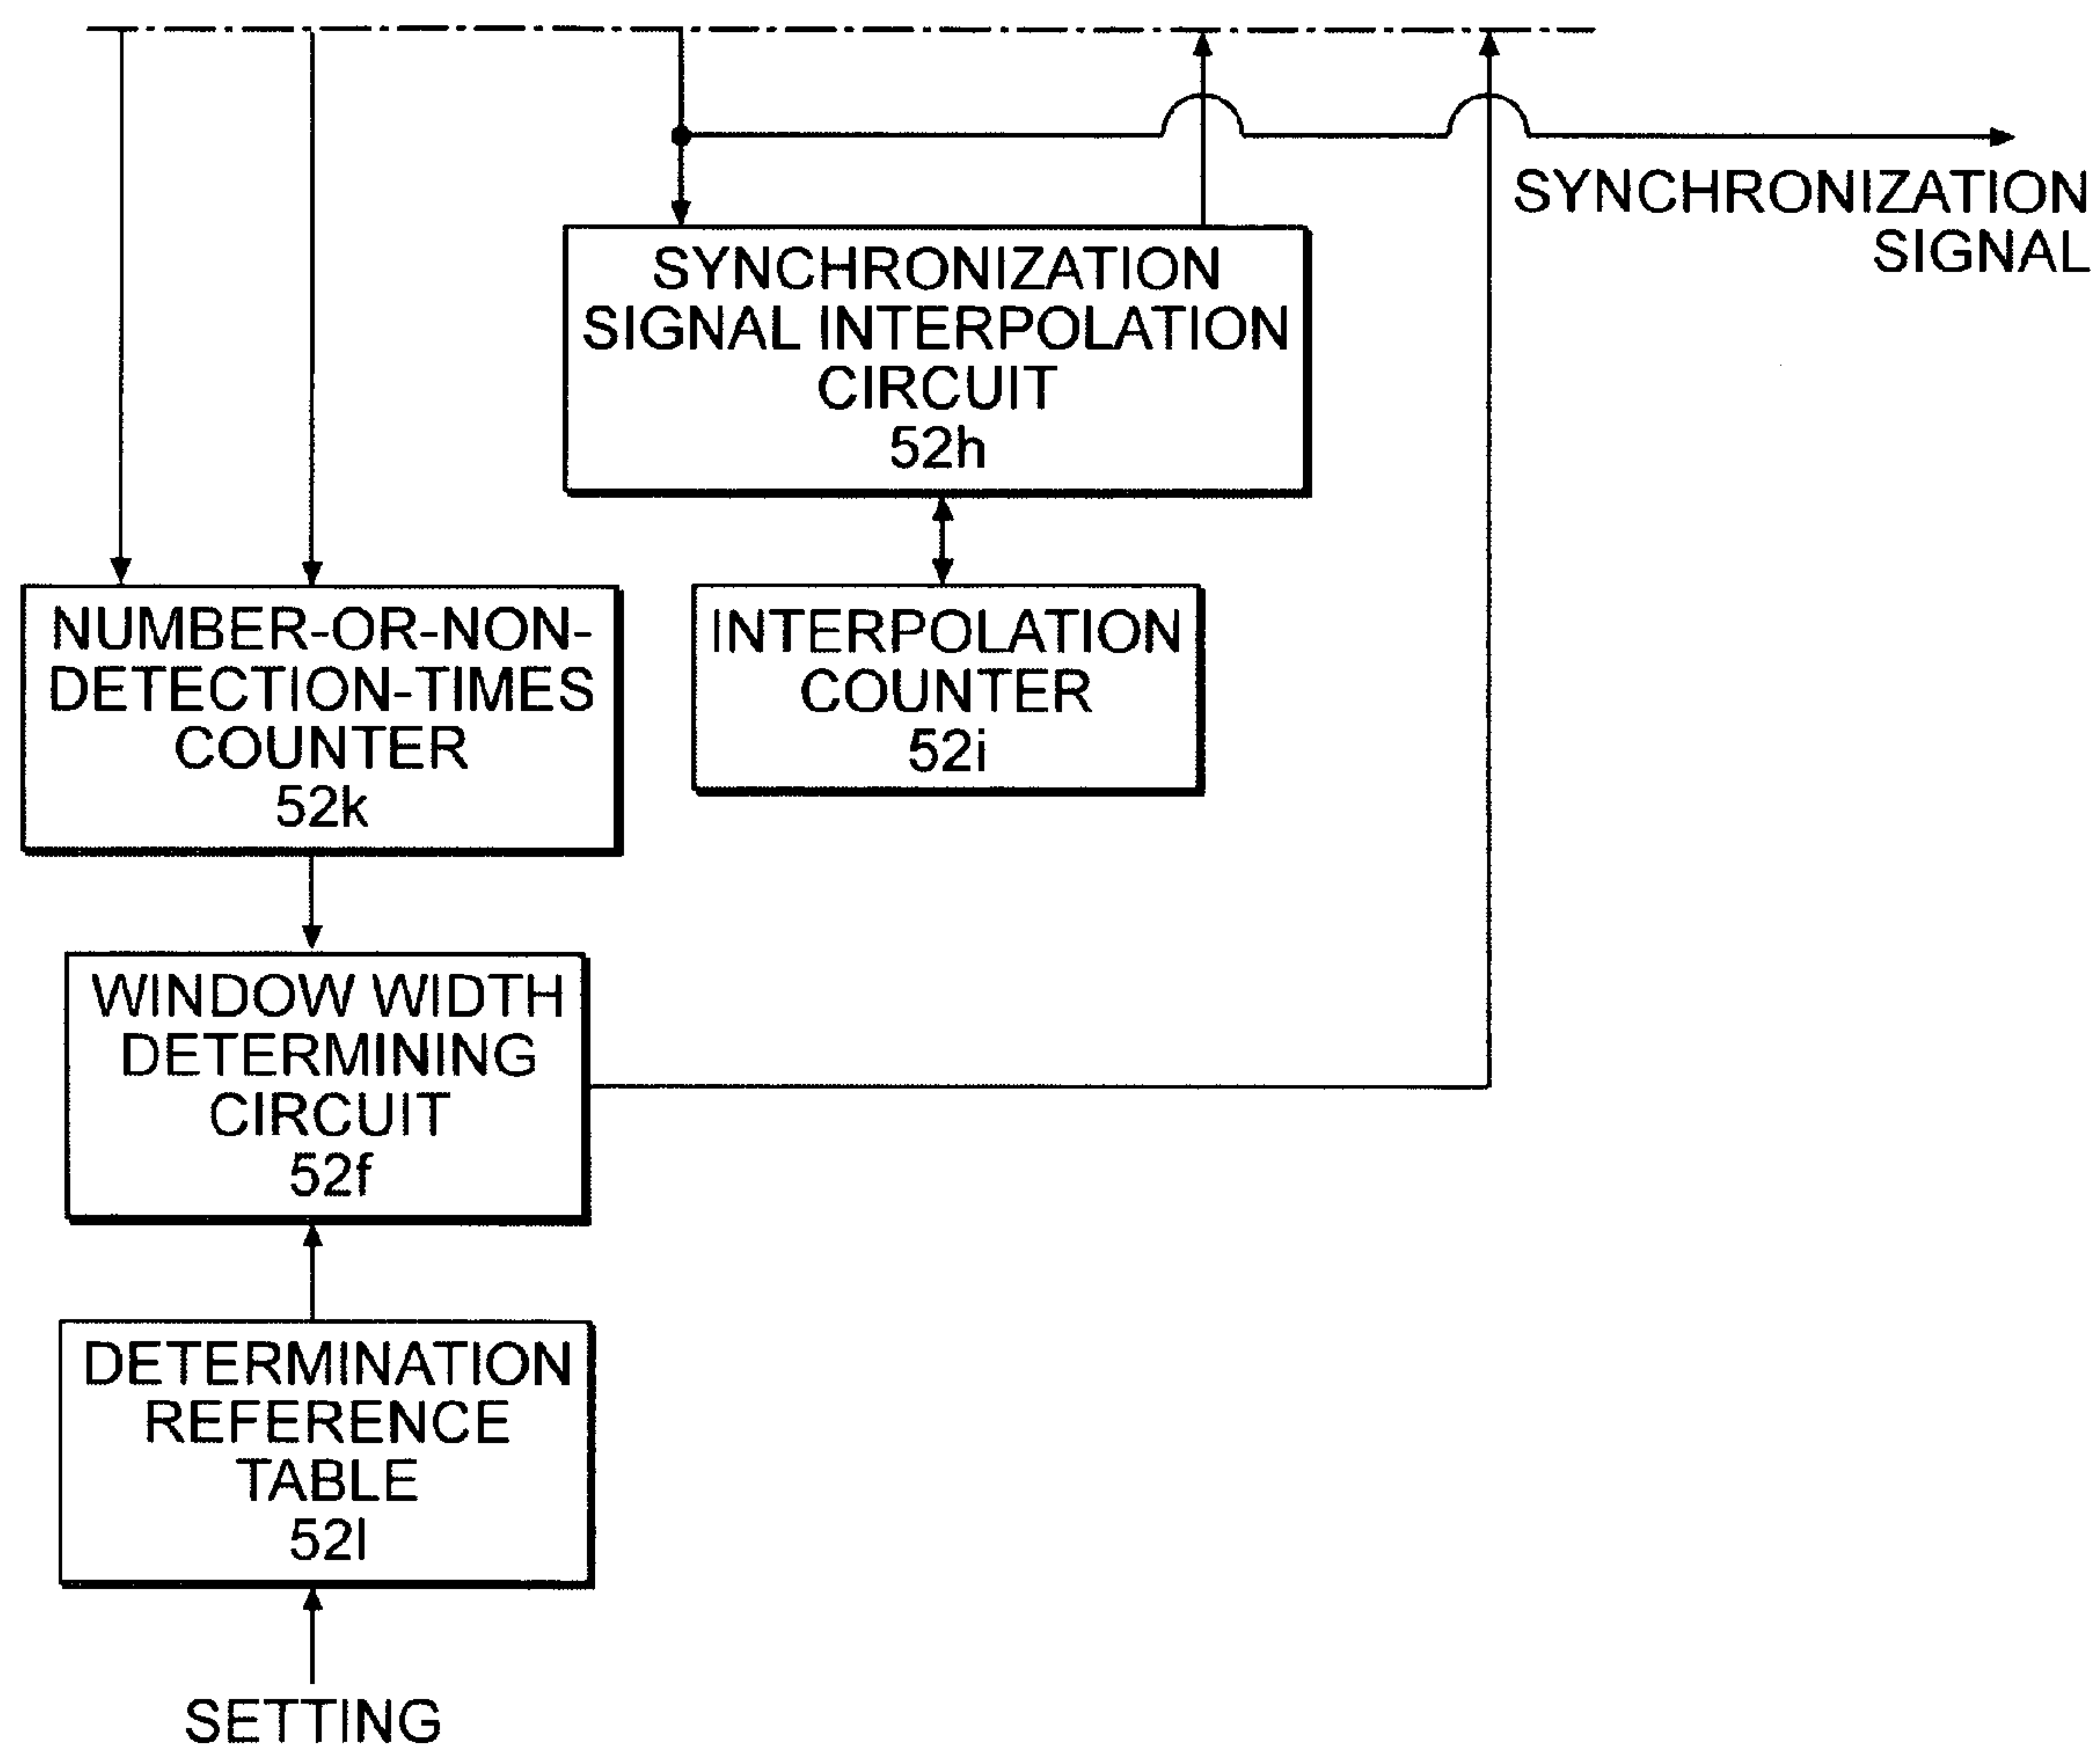 SYNCHRONIZATION
SIGNAL
SYNCHRONIZATION
SIGNAL INTERPOLATION
CIRCUIT
52h
NUMBER-OR-NON-
DETECTION-TIMES
COUNTER
52k
INTERPOLATION
COUNTER
52i
WINDOW WIDTH
DETERMINING
CIRCUIT
52f
DETERMINATION
REFERENCE
TABLE
52l
SETTING